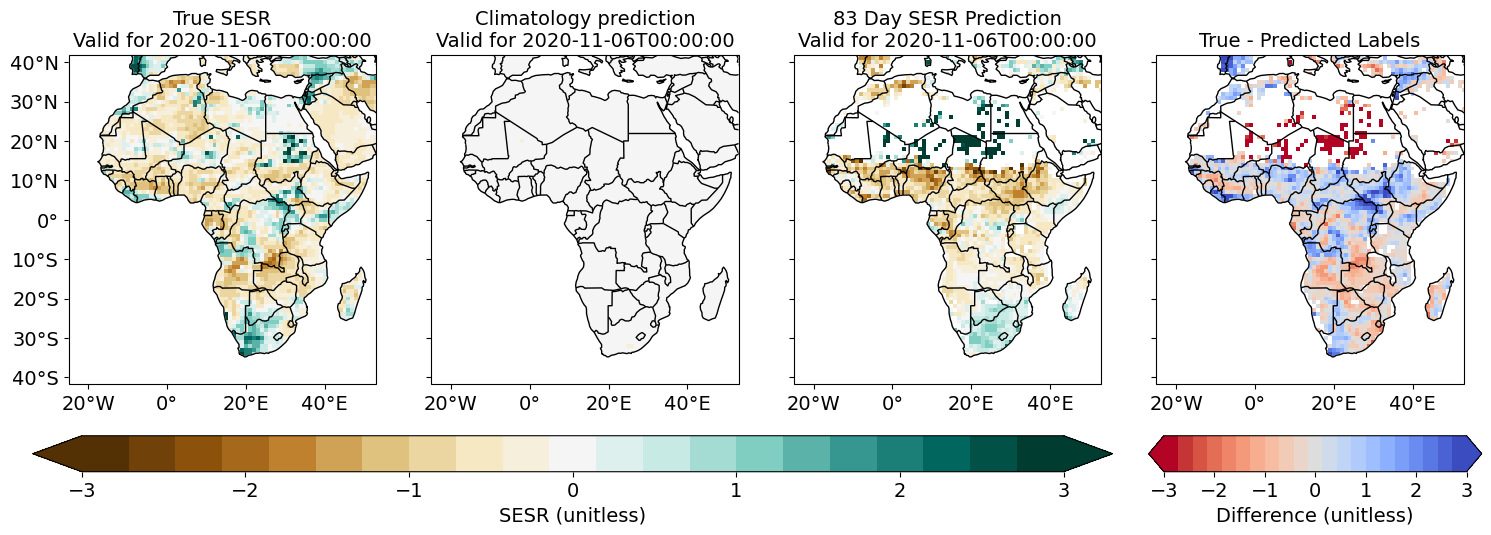 True SESR
Valid for 2020-11-06T00:00:00
Climatology prediction
Valid for 2020-11-06T00:00:00
83 Day SESR Prediction
Valid for 2020-11-06T00:00:00
True - Predicted Labels
40°N
30°N
20°N
10°N
0°
10°S
20°S
30°S
40°S
20°W 0° 20°E 40°E
20°W 0° 20°E 40°E
20°W 0° 20°E 40°E
20°W 0° 20°E 40°E
−3 −2 −1 0 1 2 3
SESR (unitless)
−3 −2 −1 0 1 2 3
Difference (unitless)